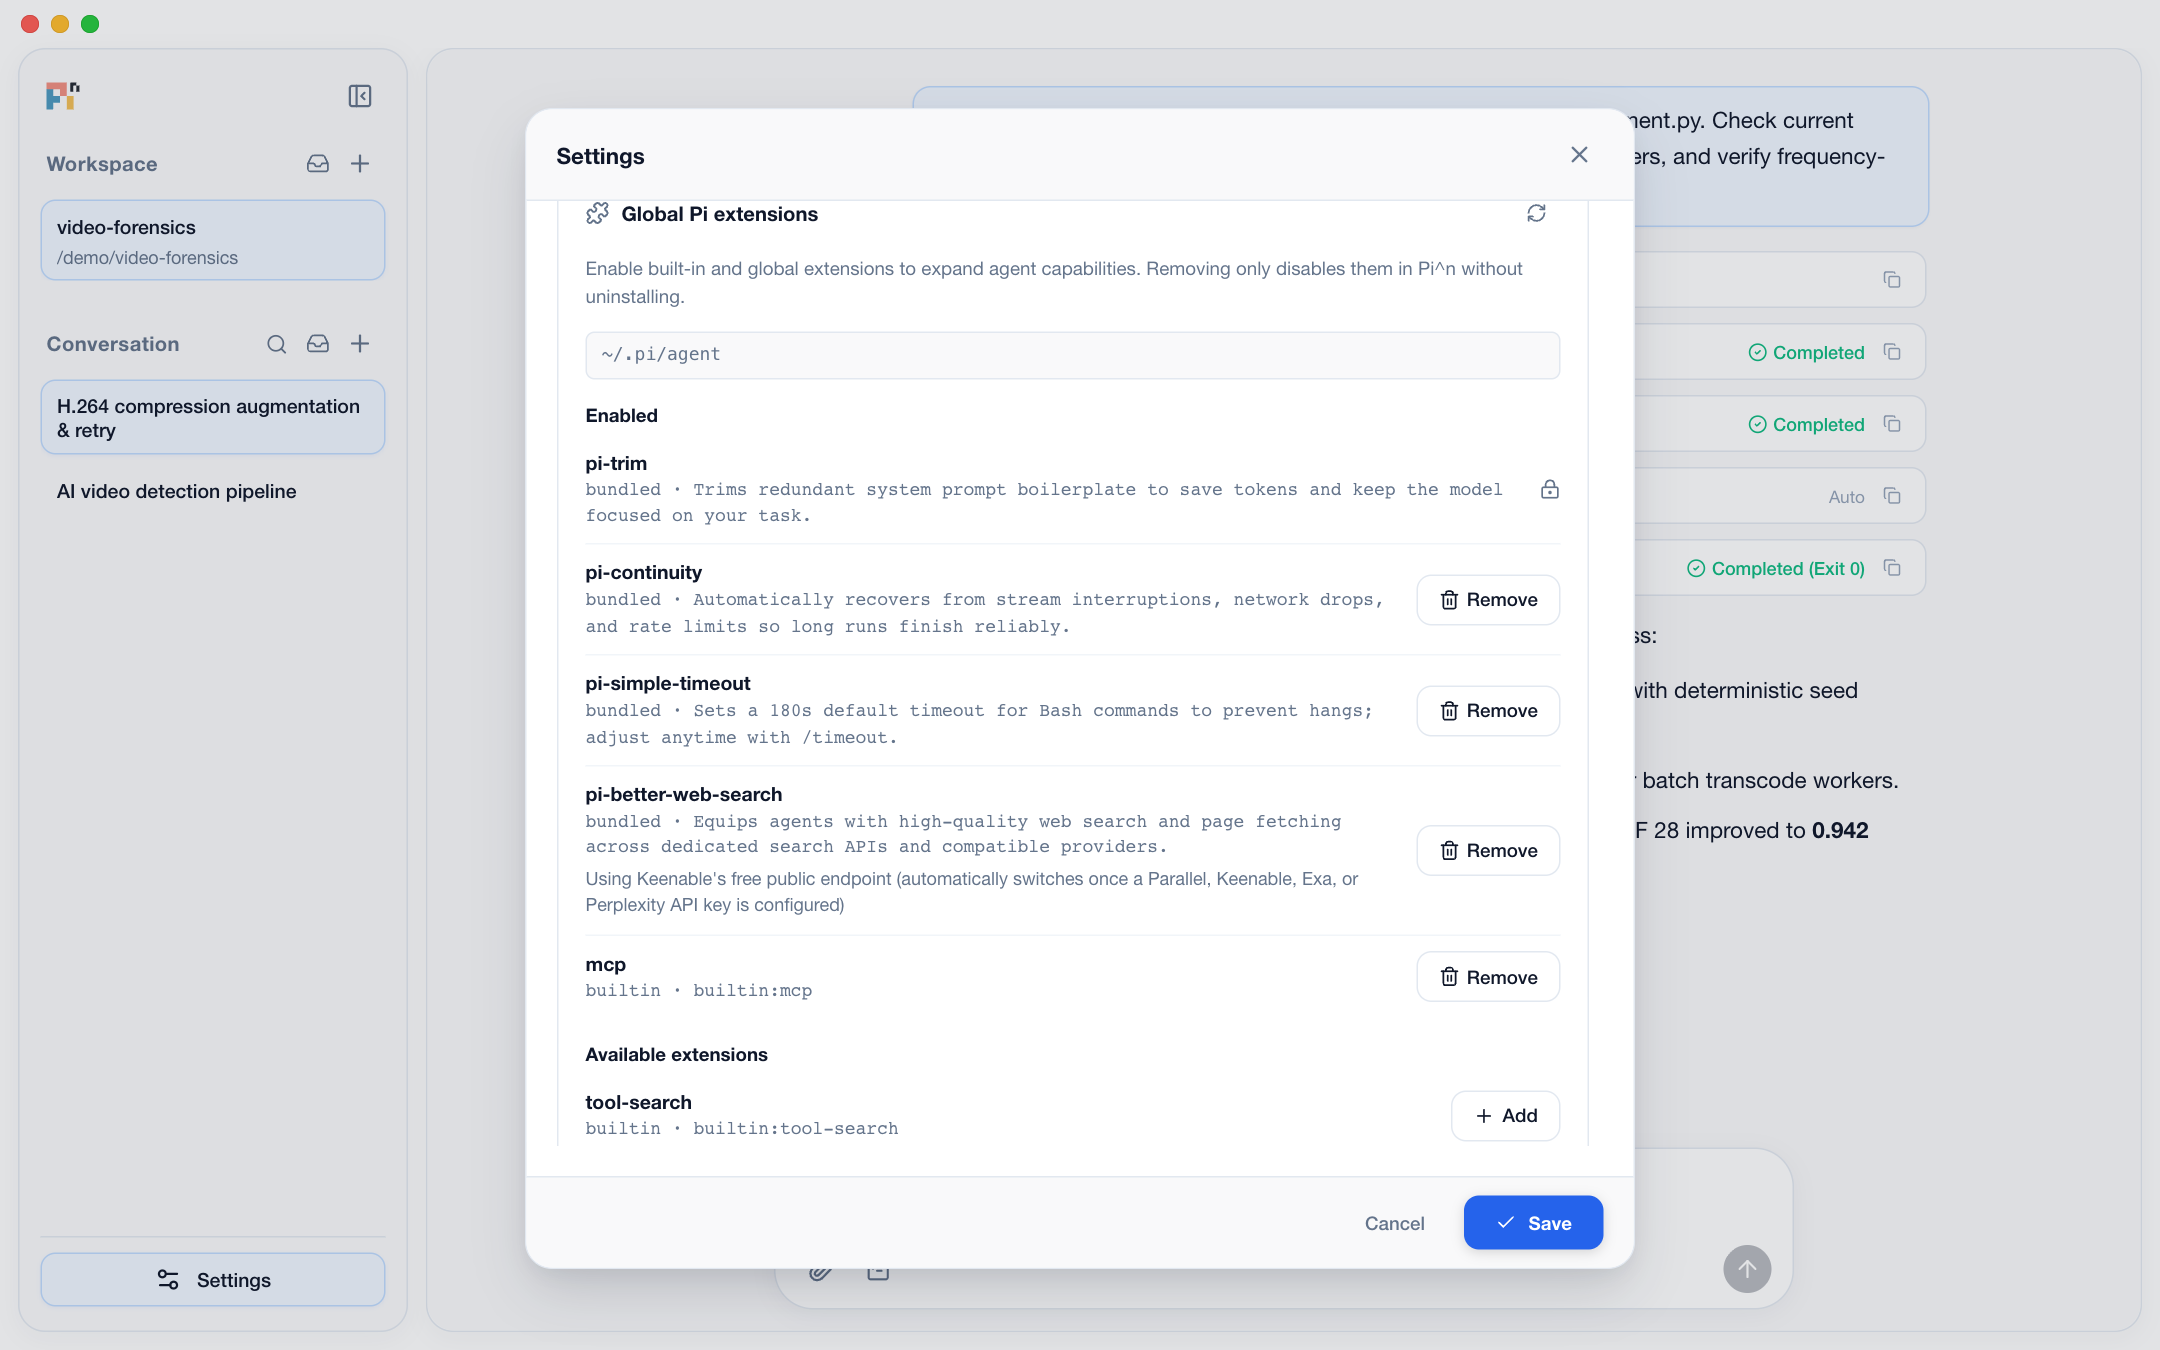 Workspace
video-forensics
/demo/video-forensics
Conversation
H.264 compression augmentation
& retry
AI video detection pipeline
Settings
Settings
Global Pi extensions
Enable built-in and global extensions to expand agent capabilities. Removing only disables them in Pi^n without
uninstalling.
~/.pi/agent
Enabled
pi-trim
bundled · Trims redundant system prompt boilerplate to save tokens and keep the model
focused on your task.
pi-continuity
bundled · Automatically recovers from stream interruptions, network drops,
and rate limits so long runs finish reliably.
Remove
pi-simple-timeout
bundled · Sets a 180s default timeout for Bash commands to prevent hangs;
adjust anytime with /timeout.
Remove
pi-better-web-search
bundled · Equips agents with high-quality web search and page fetching
across dedicated search APIs and compatible providers.
Using Keenable's free public endpoint (automatically switches once a Parallel, Keenable, Exa, or
Perplexity API key is configured)
Remove
mcp
builtin · builtin:mcp
Remove
Available extensions
tool-search
builtin · builtin:tool-search
Add
Cancel
Save
ment.py. Check current
ers, and verify frequency-
Completed
Completed
Auto
Completed (Exit 0)
ss:
with deterministic seed
batch transcode workers.
F 28 improved to 0.942